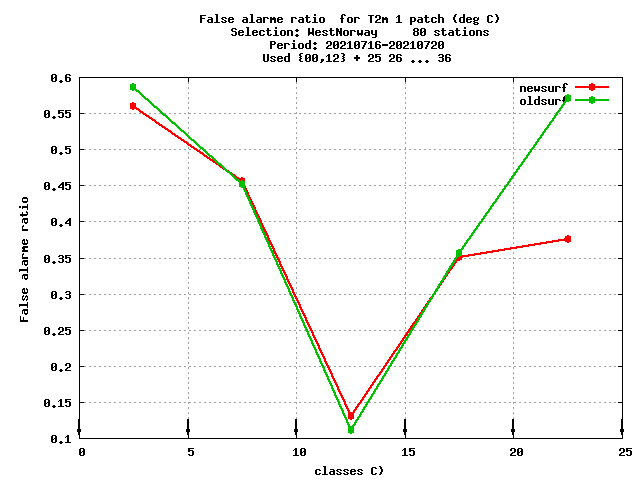 False alarme ratio  for T2m 1 patch (deg C)
Selection: WestNorway     80 stations
Period: 20210716-20210720
Used {00,12} + 25 26 ... 36
newsurf
oldsurf
0.6
0.55
0.5
0.45
0.4
0.35
0.3
0.25
0.2
0.15
0.1
False alarme ratio
0 5 10 15 20 25
classes C)